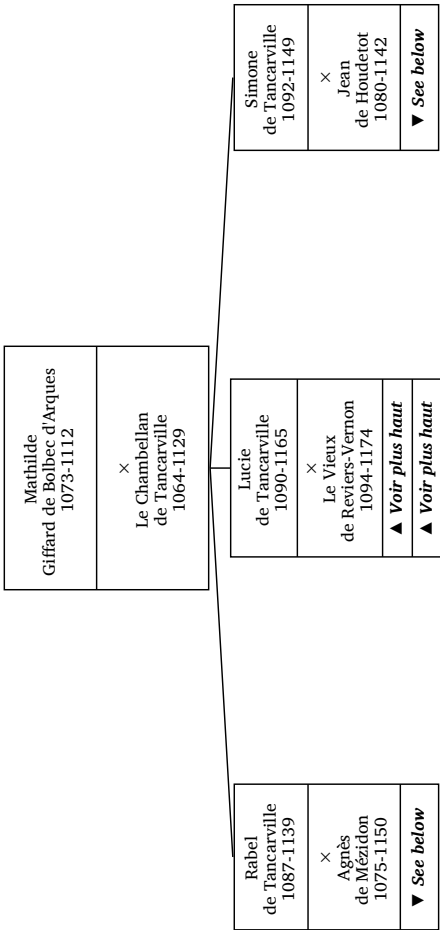 Mathilde
Giffard de Bolbec d'Arques
1073-1112
×
Le Chambellan
de Tancarville
1064-1129
Rabel
de Tancarville
1087-1139
×
Agnès
de Mézidon
1075-1150
▼ See below
Lucie
de Tancarville
1090-1165
×
Le Vieux
de Reviers-Vernon
1094-1174
▲ Voir plus haut
▲ Voir plus haut
Simone
de Tancarville
1092-1149
×
Jean
de Houdetot
1080-1142
▼ See below